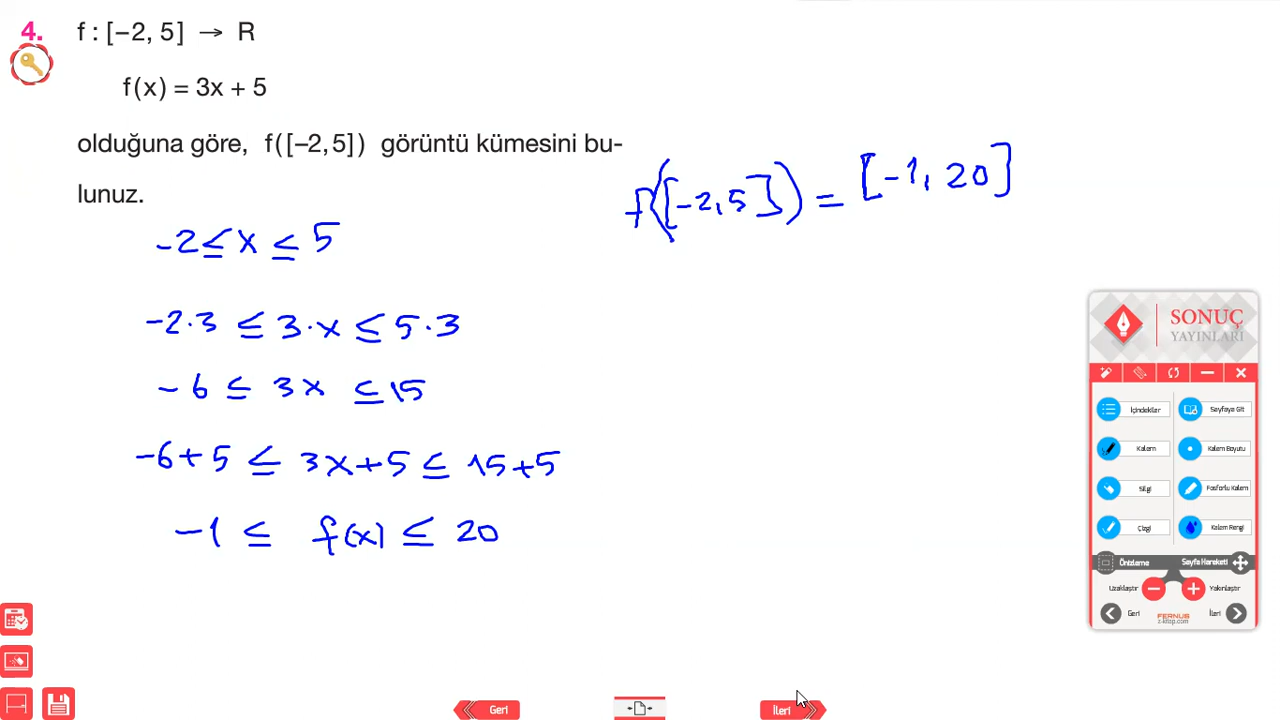 4. f : [−2, 5] → R
f(x) = 3x + 5
olduğuna göre, f([−2, 5]) görüntü kümesini bu-
lunuz.
f([-2,5]) = [-1, 20]
-2 ≤ x ≤ 5
-2·3 ≤ 3·x ≤ 5·3
-6 ≤ 3x ≤ 15
-6+5 ≤ 3x+5 ≤ 15+5
-1 ≤ f(x) ≤ 20
SONUÇ
YAYINLARI
İçindekiler Sayfaya Git
Kalem Kalem Boyutu
Silgi Fosforlu Kalem
Çizgi Kalem Rengi
Önizleme Sayfa Hareketi
Uzaklaştır Yakınlaştır
Geri FERNUS İleri
z-kitap.com
Geri İleri